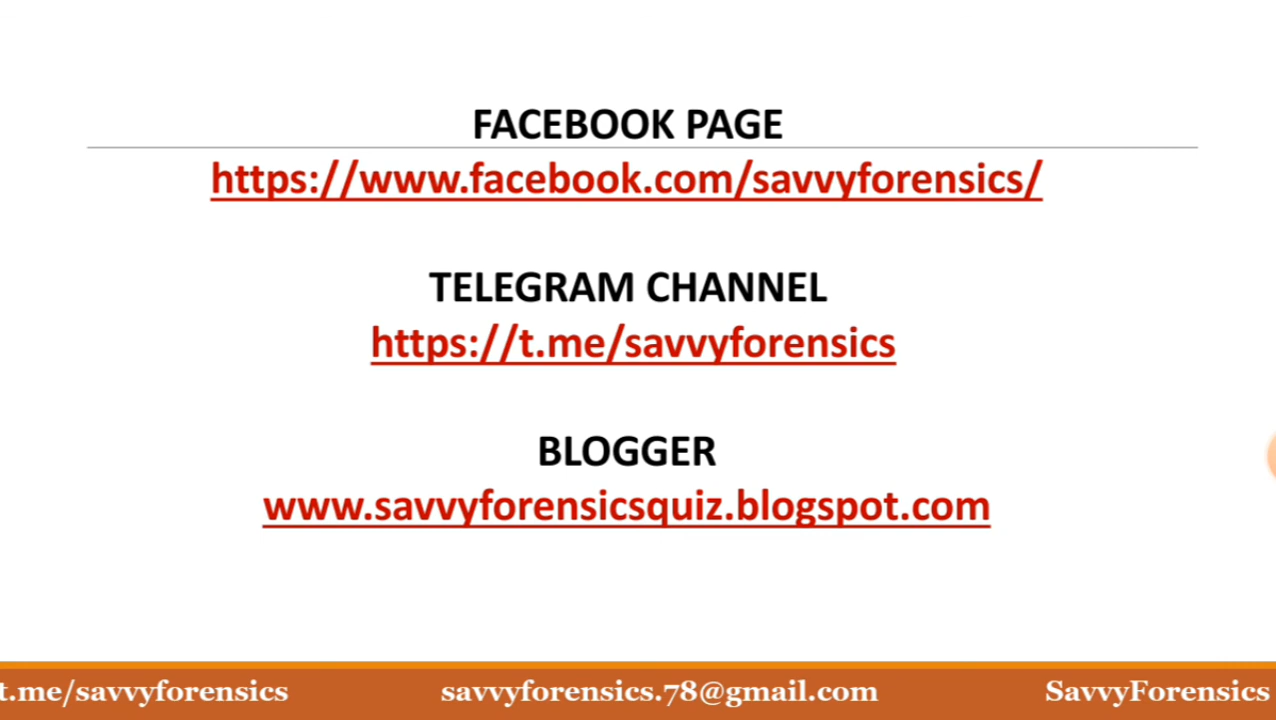 FACEBOOK PAGE
https://www.facebook.com/savvyforensics/
TELEGRAM CHANNEL
https://t.me/savvyforensics
BLOGGER
www.savvyforensicsquiz.blogspot.com
t.me/savvyforensics savvyforensics.78@gmail.com SavvyForensics